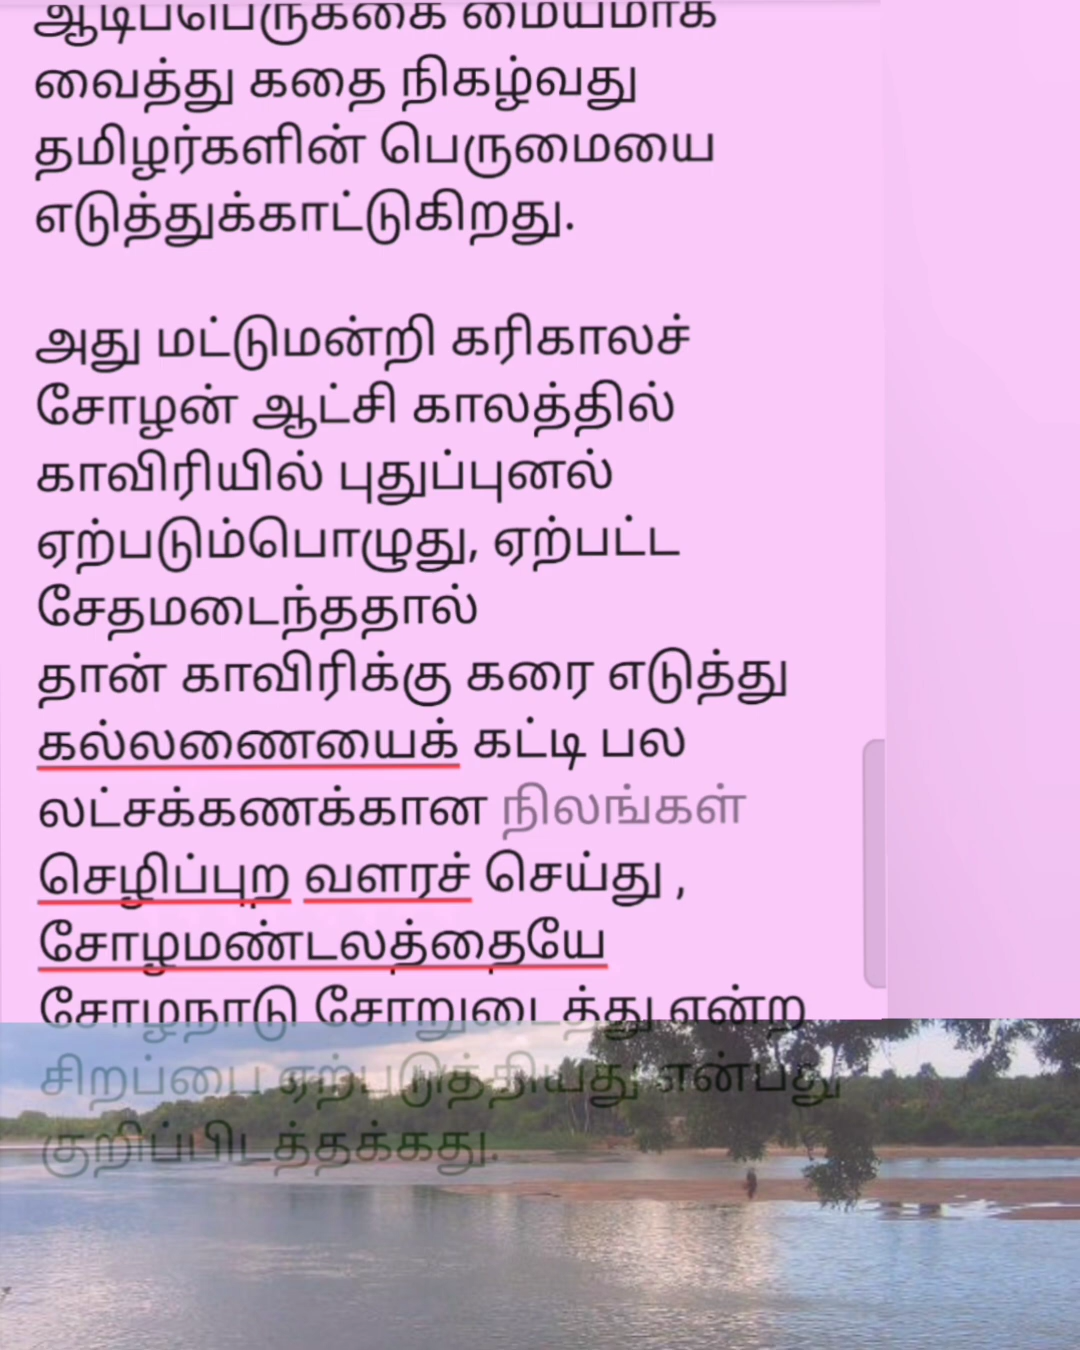 ஆடிப்பெருக்கை மையமாக
வைத்து கதை நிகழ்வது
தமிழர்களின் பெருமையை
எடுத்துக்காட்டுகிறது.
அது மட்டுமன்றி கரிகாலச்
சோழன் ஆட்சி காலத்தில்
காவிரியில் புதுப்புனல்
ஏற்படும்பொழுது, ஏற்பட்ட
சேதமடைந்ததால்
தான் காவிரிக்கு கரை எடுத்து
கல்லணையைக் கட்டி பல
லட்சக்கணக்கான நிலங்கள்
செழிப்புற வளரச் செய்து ,
சோழமண்டலத்தையே
சோழநாடு சோறுடைத்து என்ற
சிறப்பை ஏற்படுத்தியது என்பது
குறிப்பிடத்தக்கது.